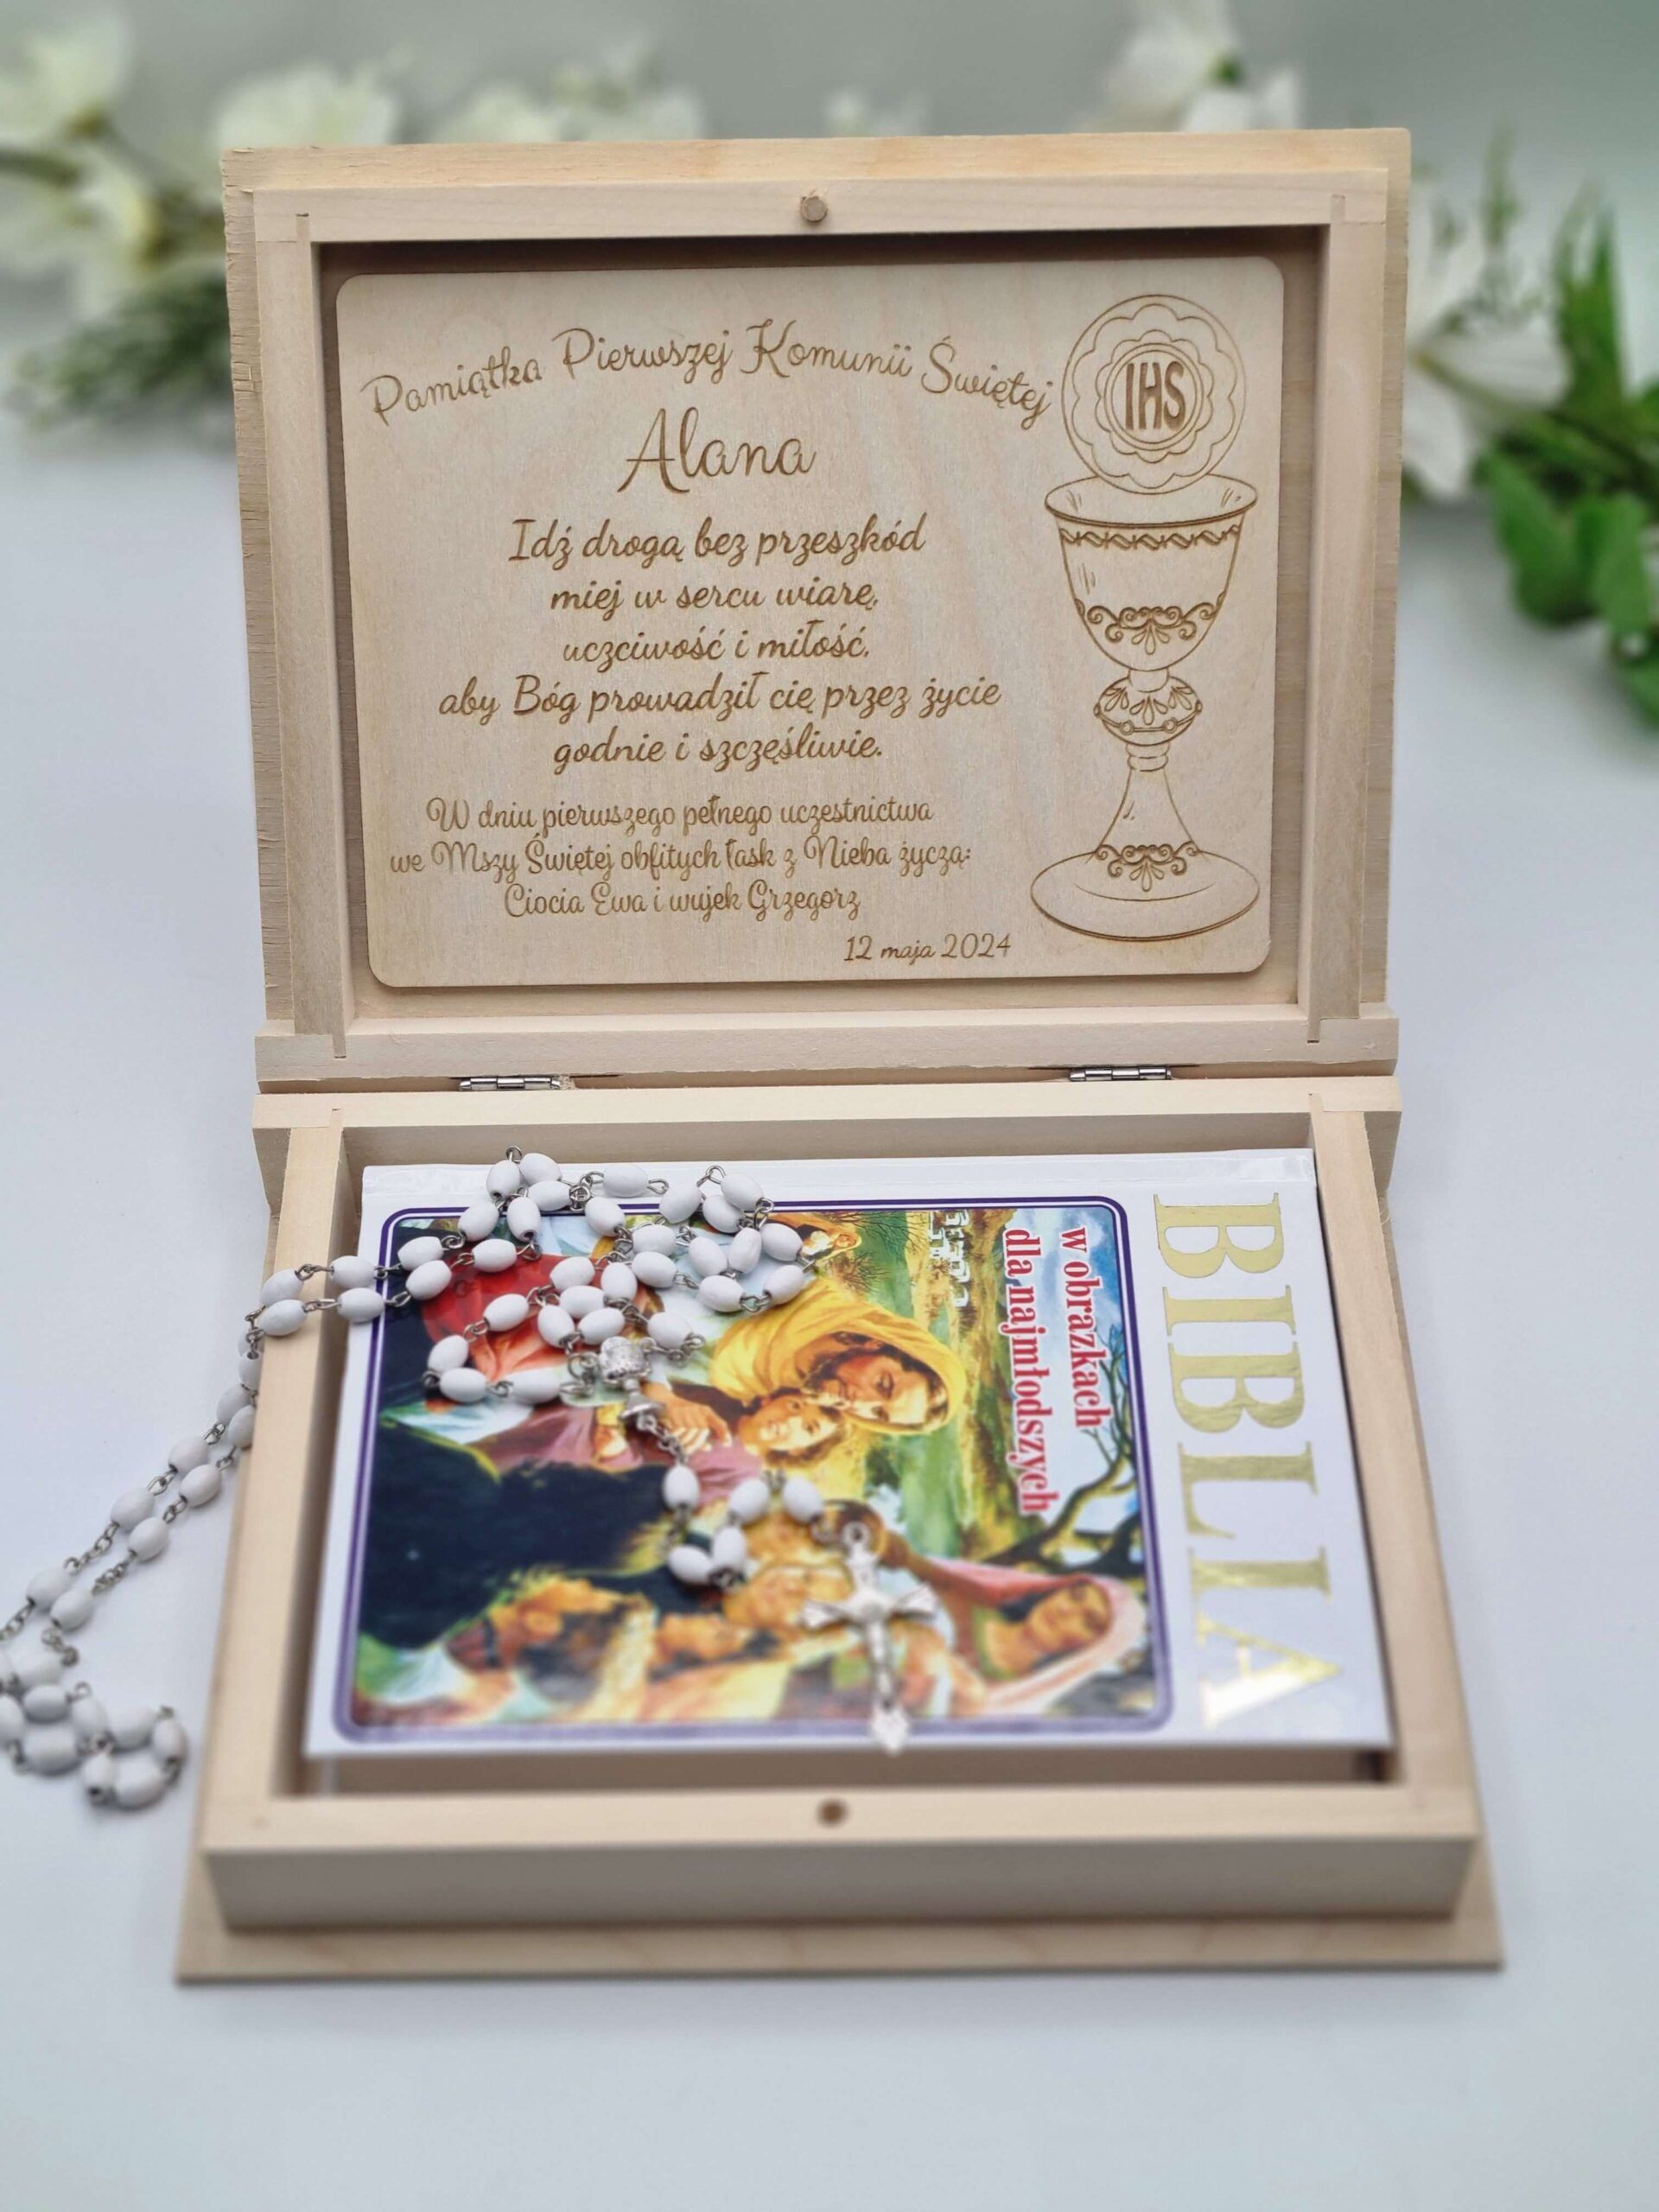 Pamiątka Pierwszej Komunii Świętej
Alana
Idź drogą bez przeszkód
miej w sercu wiarę,
uczciwość i miłość,
aby Bóg prowadził cię przez życie
godnie i szczęśliwie.
W dniu pierwszego pełnego uczestnictwa
we Mszy Świętej obfitych łask z Nieba życzą:
Ciocia Ewa i wujek Grzegorz
12 maja 2024
IHS
BIBLIA
w obrazkach
dla najmłodszych